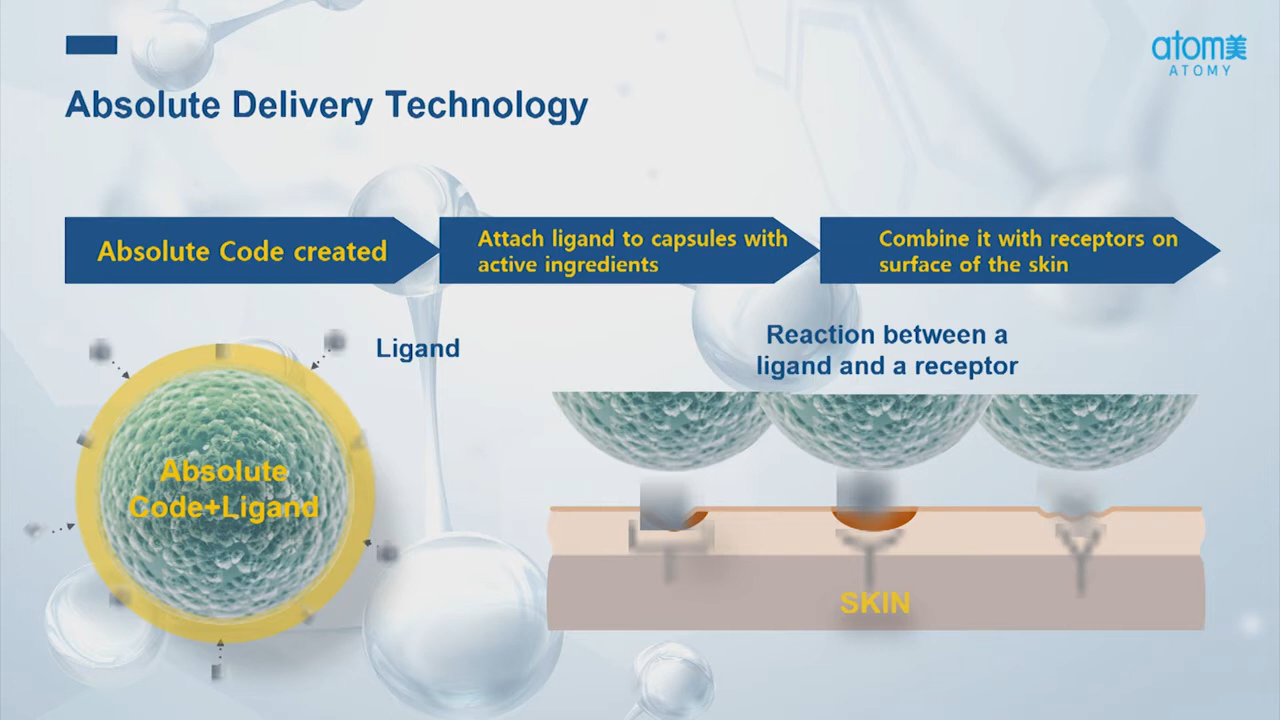 atom美
ATOMY
Absolute Delivery Technology
Absolute Code created
Attach ligand to capsules with
active ingredients
Combine it with receptors on
surface of the skin
Ligand
Reaction between a
ligand and a receptor
Absolute
Code+Ligand
SKIN